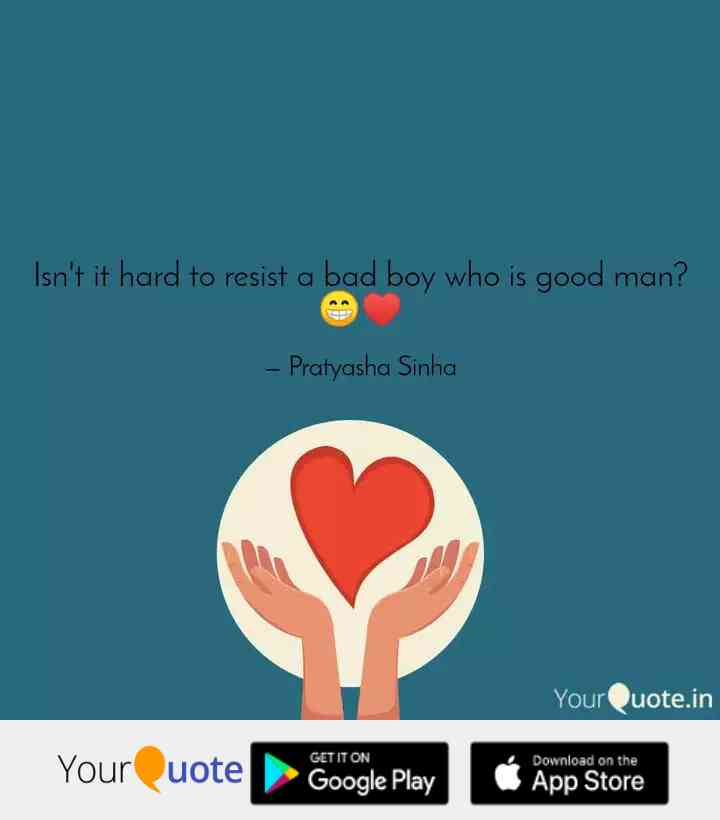 Isn't it hard to resist a bad boy who is good man?
😁❤️
– Pratyasha Sinha
YourQuote.in
YourQuote
GET IT ON
Google Play
Download on the
App Store